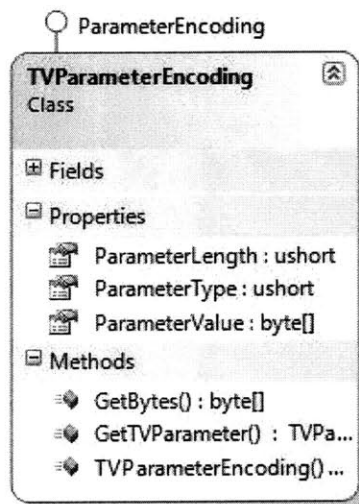 ParameterEncoding
TVParameterEncoding
Class
Fields
Properties
ParameterLength : ushort
ParameterType : ushort
ParameterValue : byte[]
Methods
GetBytes() : byte[]
GetTVParameter() : TVPa...
TVParameterEncoding() ...